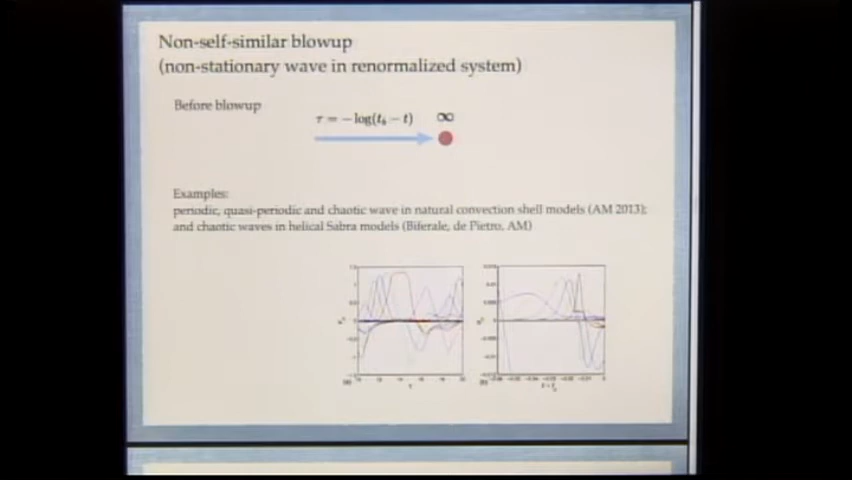 Non-self-similar blowup
(non-stationary wave in renormalized system)
Before blowup
τ = −log(t_b − t) ∞
Examples:
periodic, quasi-periodic and chaotic wave in natural convection shell models (AM 2013);
and chaotic waves in helical Sabra models (Biferale, de Pietro, AM)